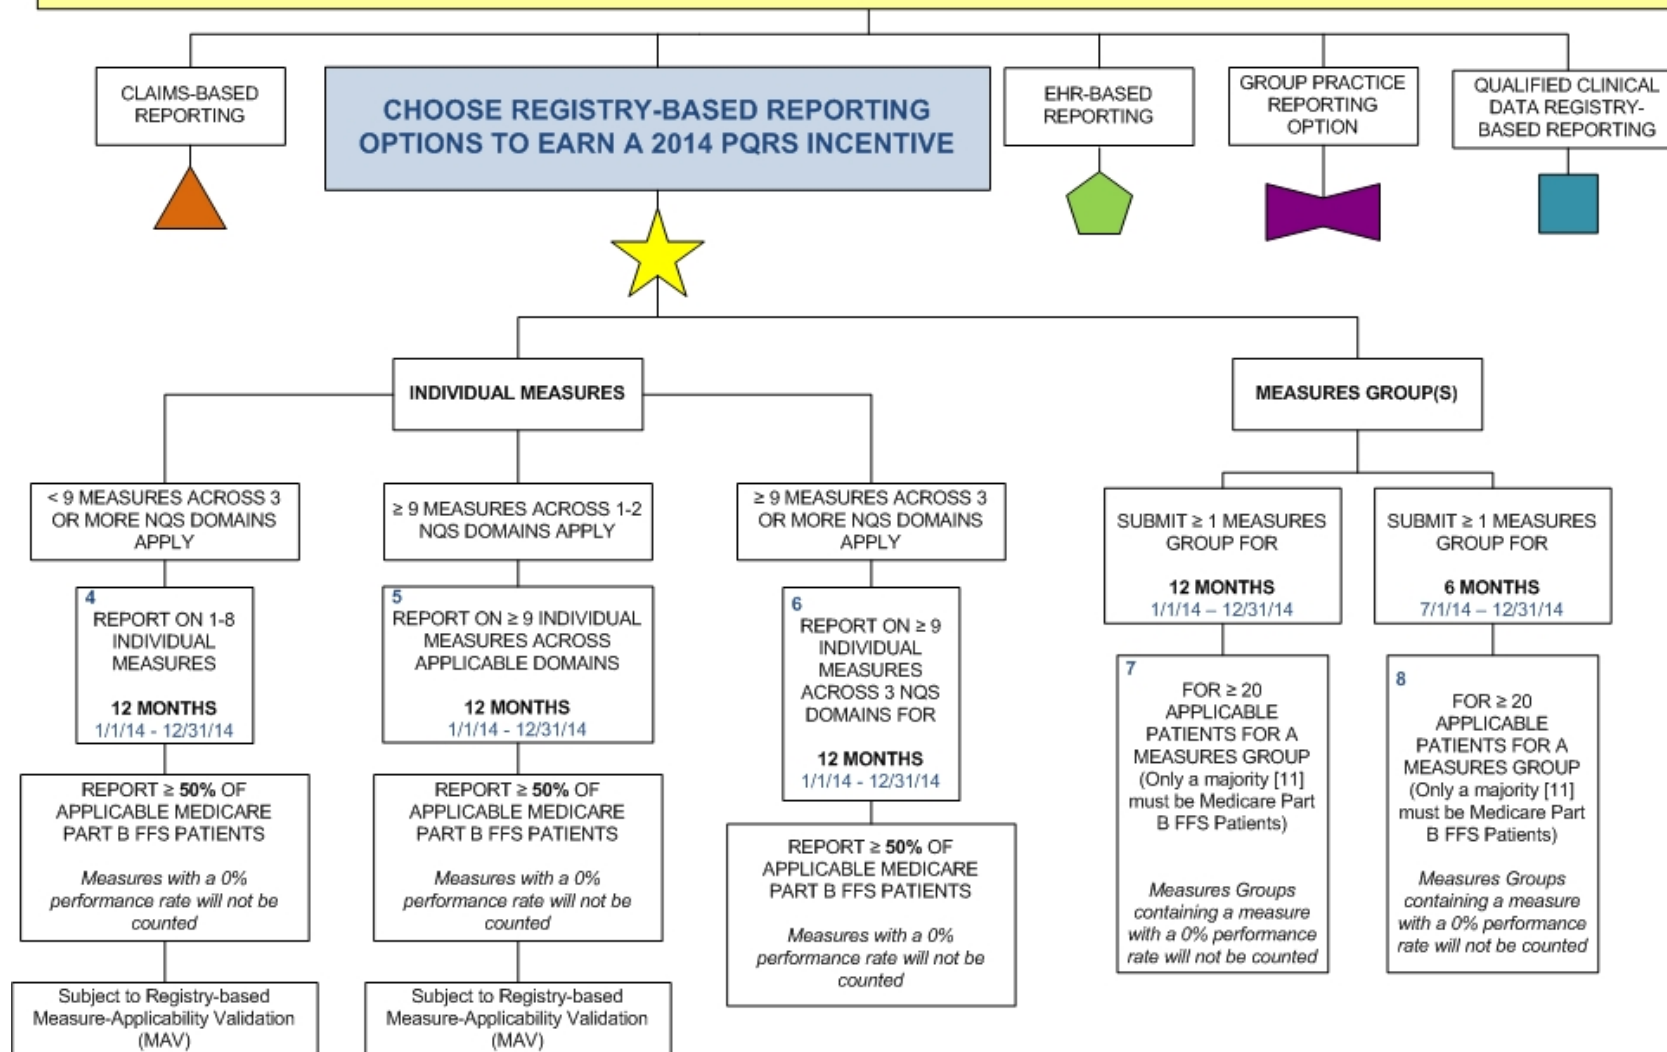 CLAIMS-BASED
REPORTING
CHOOSE REGISTRY-BASED REPORTING
OPTIONS TO EARN A 2014 PQRS INCENTIVE
EHR-BASED
REPORTING
GROUP PRACTICE
REPORTING
OPTION
QUALIFIED CLINICAL
DATA REGISTRY-
BASED REPORTING
INDIVIDUAL MEASURES
MEASURES GROUP(S)
< 9 MEASURES ACROSS 3
OR MORE NQS DOMAINS
APPLY
≥ 9 MEASURES ACROSS 1-2
NQS DOMAINS APPLY
≥ 9 MEASURES ACROSS 3
OR MORE NQS DOMAINS
APPLY
SUBMIT ≥ 1 MEASURES
GROUP FOR
12 MONTHS
1/1/14 – 12/31/14
SUBMIT ≥ 1 MEASURES
GROUP FOR
6 MONTHS
7/1/14 – 12/31/14
4
REPORT ON 1-8
INDIVIDUAL
MEASURES
12 MONTHS
1/1/14 - 12/31/14
5
REPORT ON ≥ 9 INDIVIDUAL
MEASURES ACROSS
APPLICABLE DOMAINS
12 MONTHS
1/1/14 - 12/31/14
6
REPORT ON ≥ 9
INDIVIDUAL
MEASURES
ACROSS 3 NQS
DOMAINS FOR
12 MONTHS
1/1/14 - 12/31/14
7
FOR ≥ 20
APPLICABLE
PATIENTS FOR A
MEASURES GROUP
(Only a majority [11]
must be Medicare Part
B FFS Patients)
Measures Groups
containing a measure
with a 0% performance
rate will not be counted
8
FOR ≥ 20
APPLICABLE
PATIENTS FOR A
MEASURES GROUP
(Only a majority [11]
must be Medicare Part
B FFS Patients)
Measures Groups
containing a measure
with a 0% performance
rate will not be counted
REPORT ≥ 50% OF
APPLICABLE MEDICARE
PART B FFS PATIENTS
Measures with a 0%
performance rate will not be
counted
REPORT ≥ 50% OF
APPLICABLE MEDICARE
PART B FFS PATIENTS
Measures with a 0%
performance rate will not be
counted
REPORT ≥ 50% OF
APPLICABLE MEDICARE
PART B FFS PATIENTS
Measures with a 0%
performance rate will not be
counted
Subject to Registry-based
Measure-Applicability Validation
(MAV)
Subject to Registry-based
Measure-Applicability Validation
(MAV)